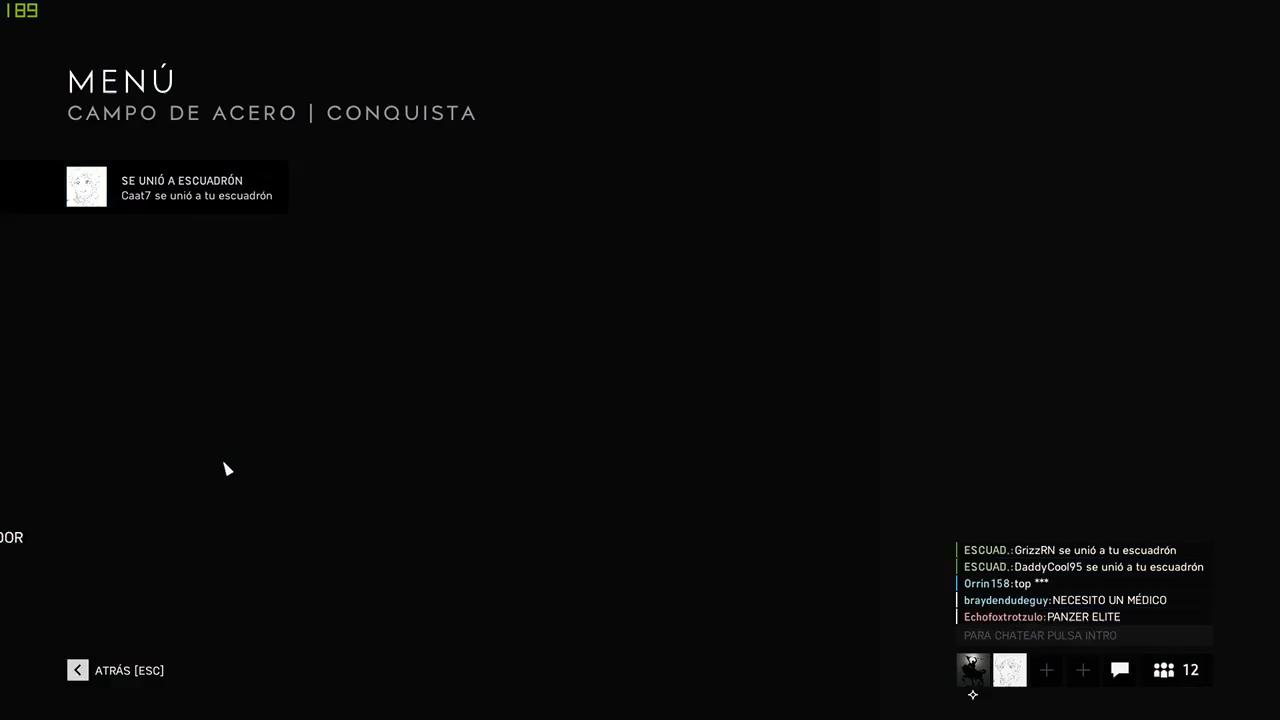 189
MENÚ
CAMPO DE ACERO | CONQUISTA
SE UNIÓ A ESCUADRÓN
Caat7 se unió a tu escuadrón
DOR
ESCUAD.:GrizzRN se unió a tu escuadrón
ESCUAD.:DaddyCool95 se unió a tu escuadrón
Orrin158:top ***
braydendudeguy:NECESITO UN MÉDICO
Echofoxtrotzulo:PANZER ELITE
PARA CHATEAR PULSA INTRO
ATRÁS [ESC]
12